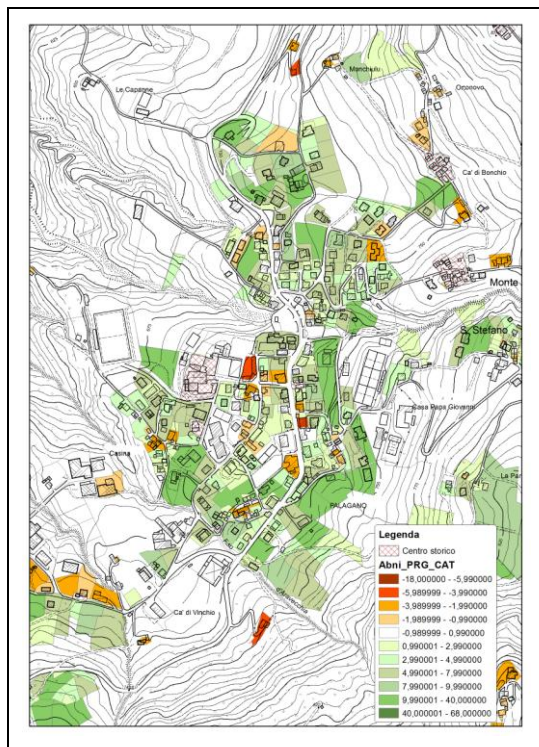 Le Capanne
Manchiulu
Ca' di Bonchio
Monte
S. Stefano
Casa Papa Giovanni
Casina
PALAGANO
Ca' di Vinchio
Legenda
Centro storico
Abni_PRG_CAT
-18,000000 - -5,990000
-5,989999 - -3,990000
-3,989999 - -1,990000
-1,989999 - -0,990000
-0,989999 - 0,990000
0,990001 - 2,990000
2,990001 - 4,990000
4,990001 - 7,990000
7,990001 - 9,990000
9,990001 - 40,000000
40,000001 - 68,000000